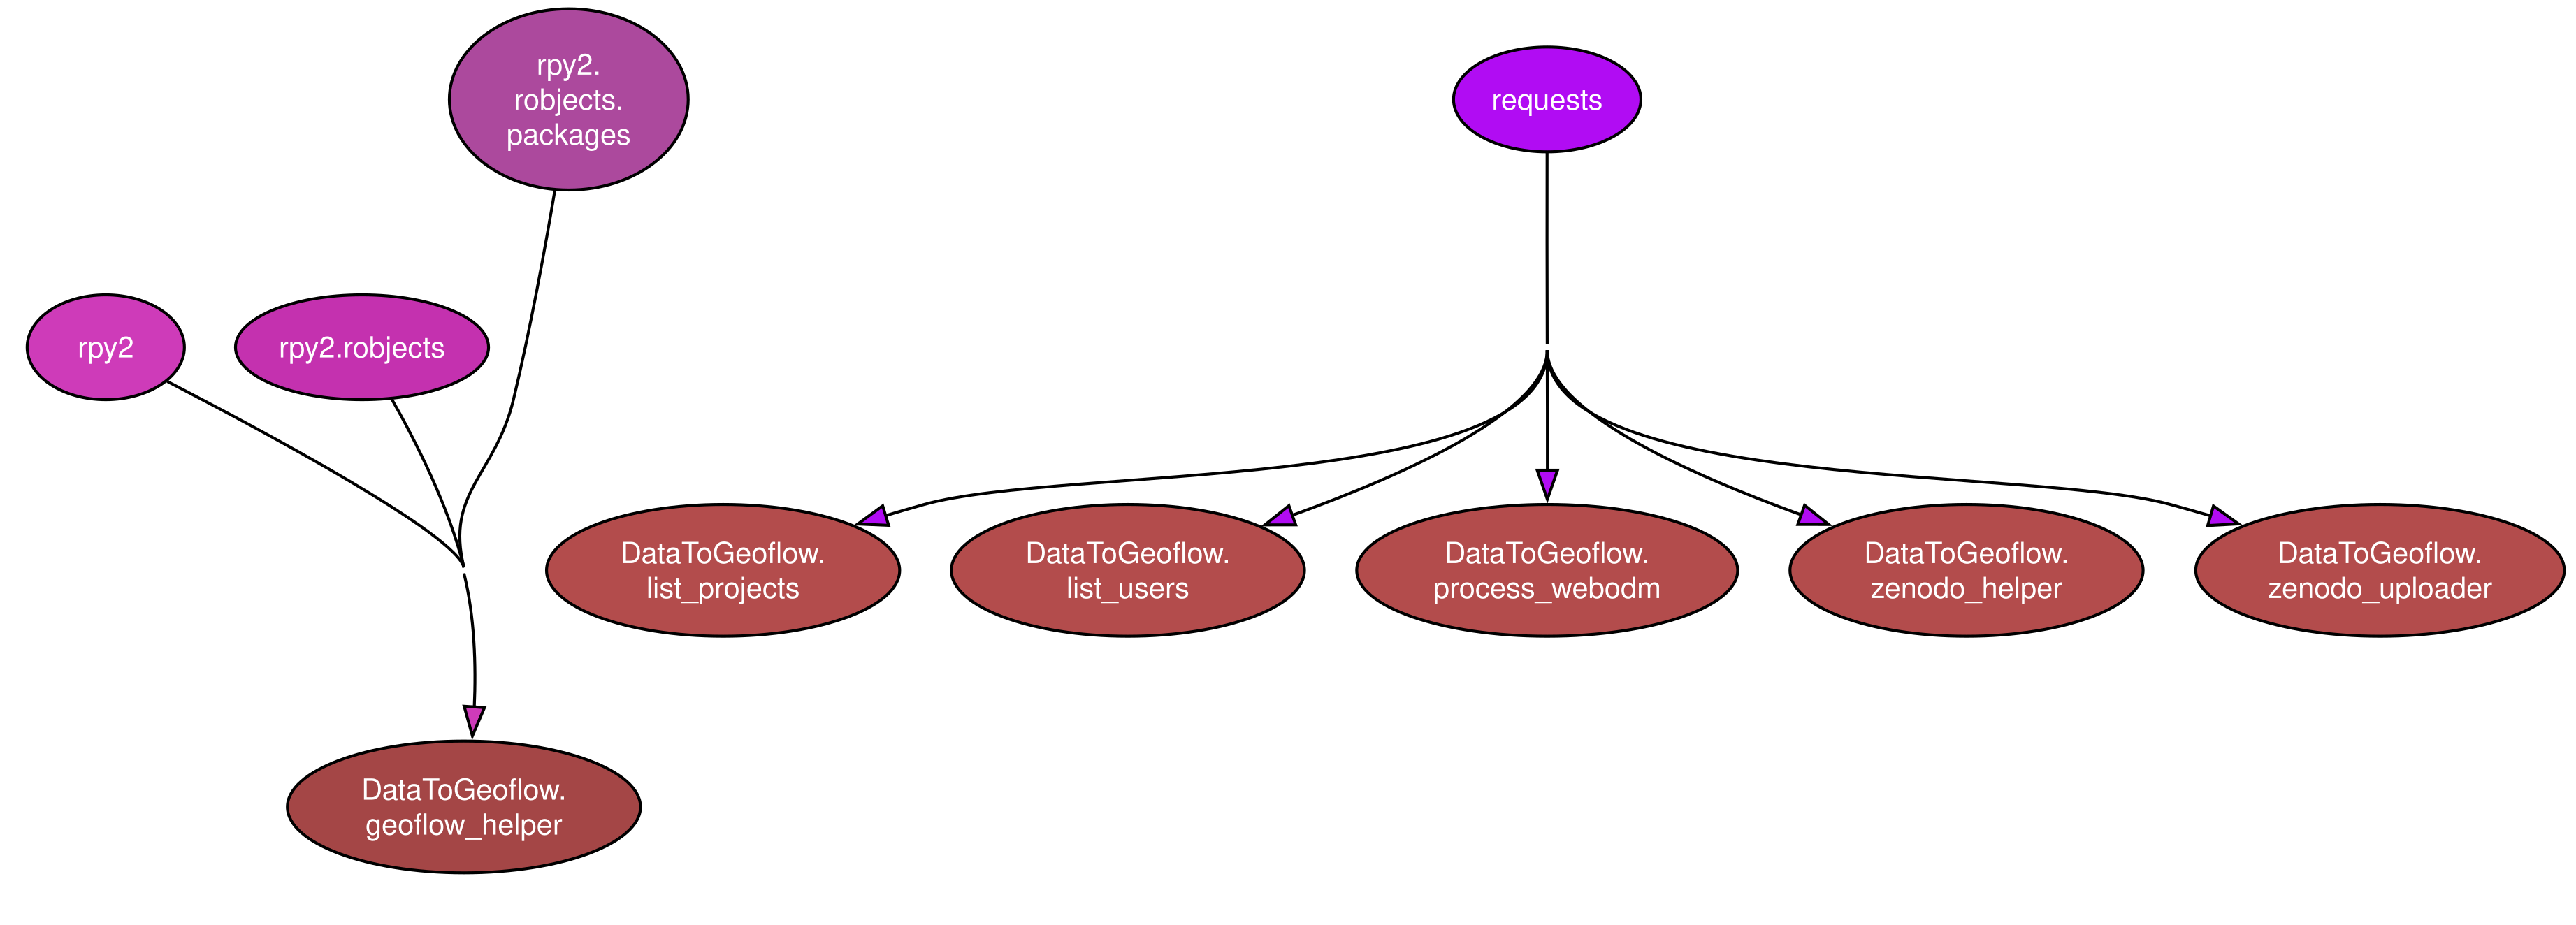 rpy2.
robjects.
packages
requests
rpy2
rpy2.robjects
DataToGeoflow.
list_projects
DataToGeoflow.
list_users
DataToGeoflow.
process_webodm
DataToGeoflow.
zenodo_helper
DataToGeoflow.
zenodo_uploader
DataToGeoflow.
geoflow_helper